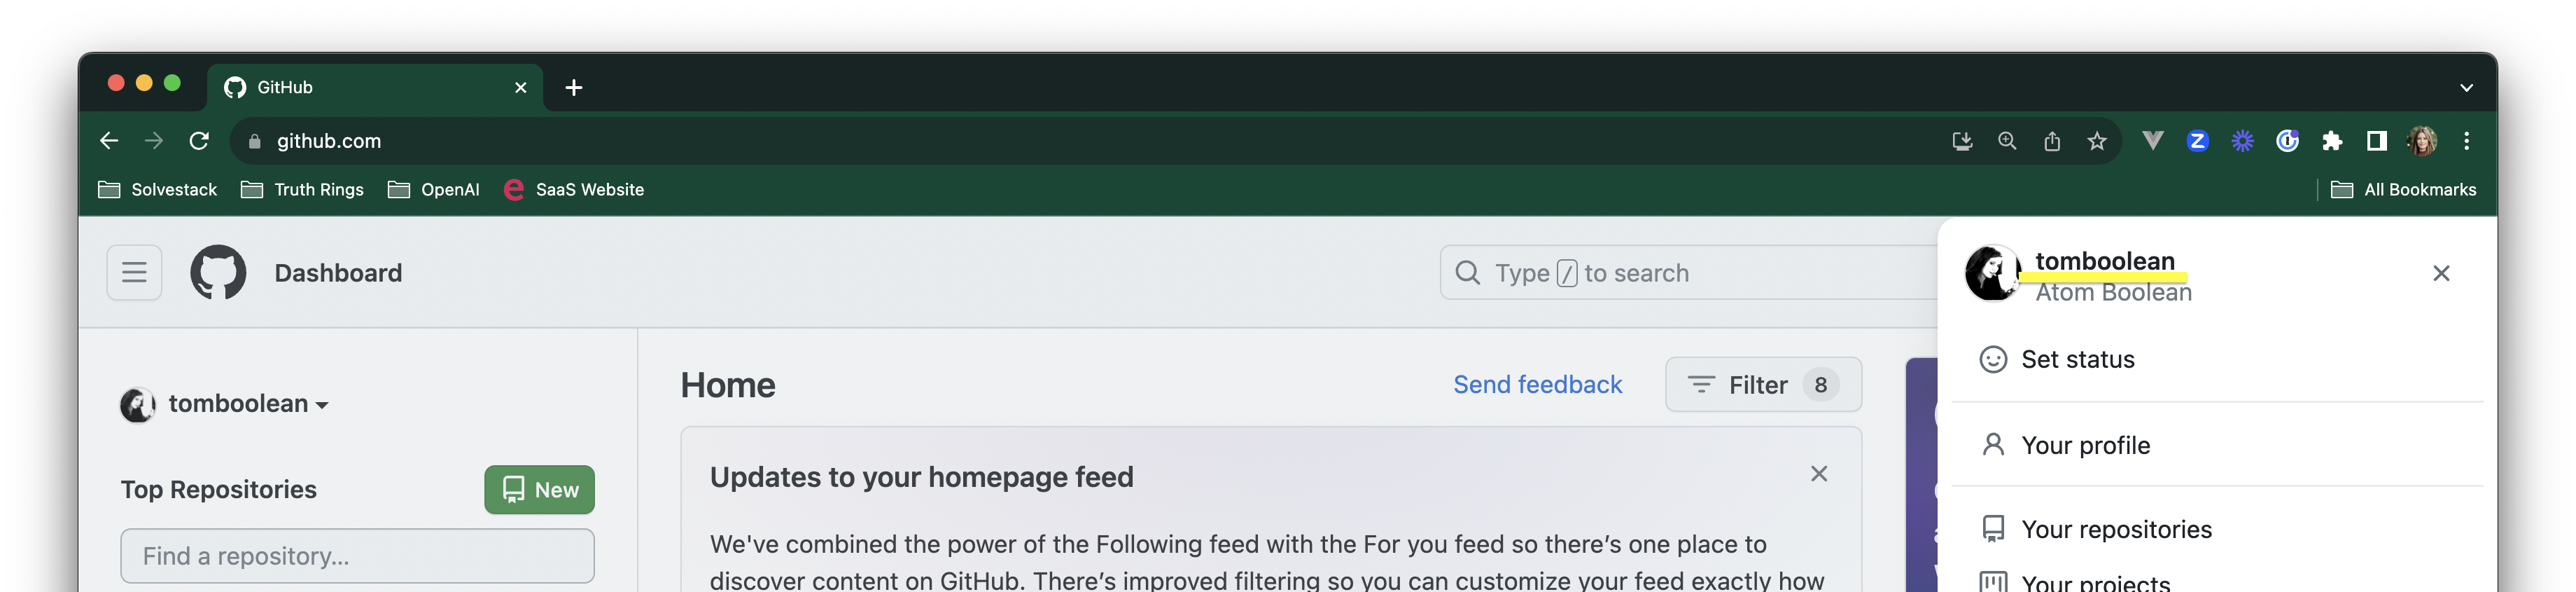 GitHub
github.com
Solvestack Truth Rings OpenAI e SaaS Website All Bookmarks
Dashboard
Type / to search
tomboolean
Atom Boolean
Set status
Your profile
Your repositories
Your projects
tomboolean
Top Repositories New
Find a repository...
Home Send feedback Filter 8
Updates to your homepage feed
We've combined the power of the Following feed with the For you feed so there's one place to
discover content on GitHub. There's improved filtering so you can customize your feed exactly how